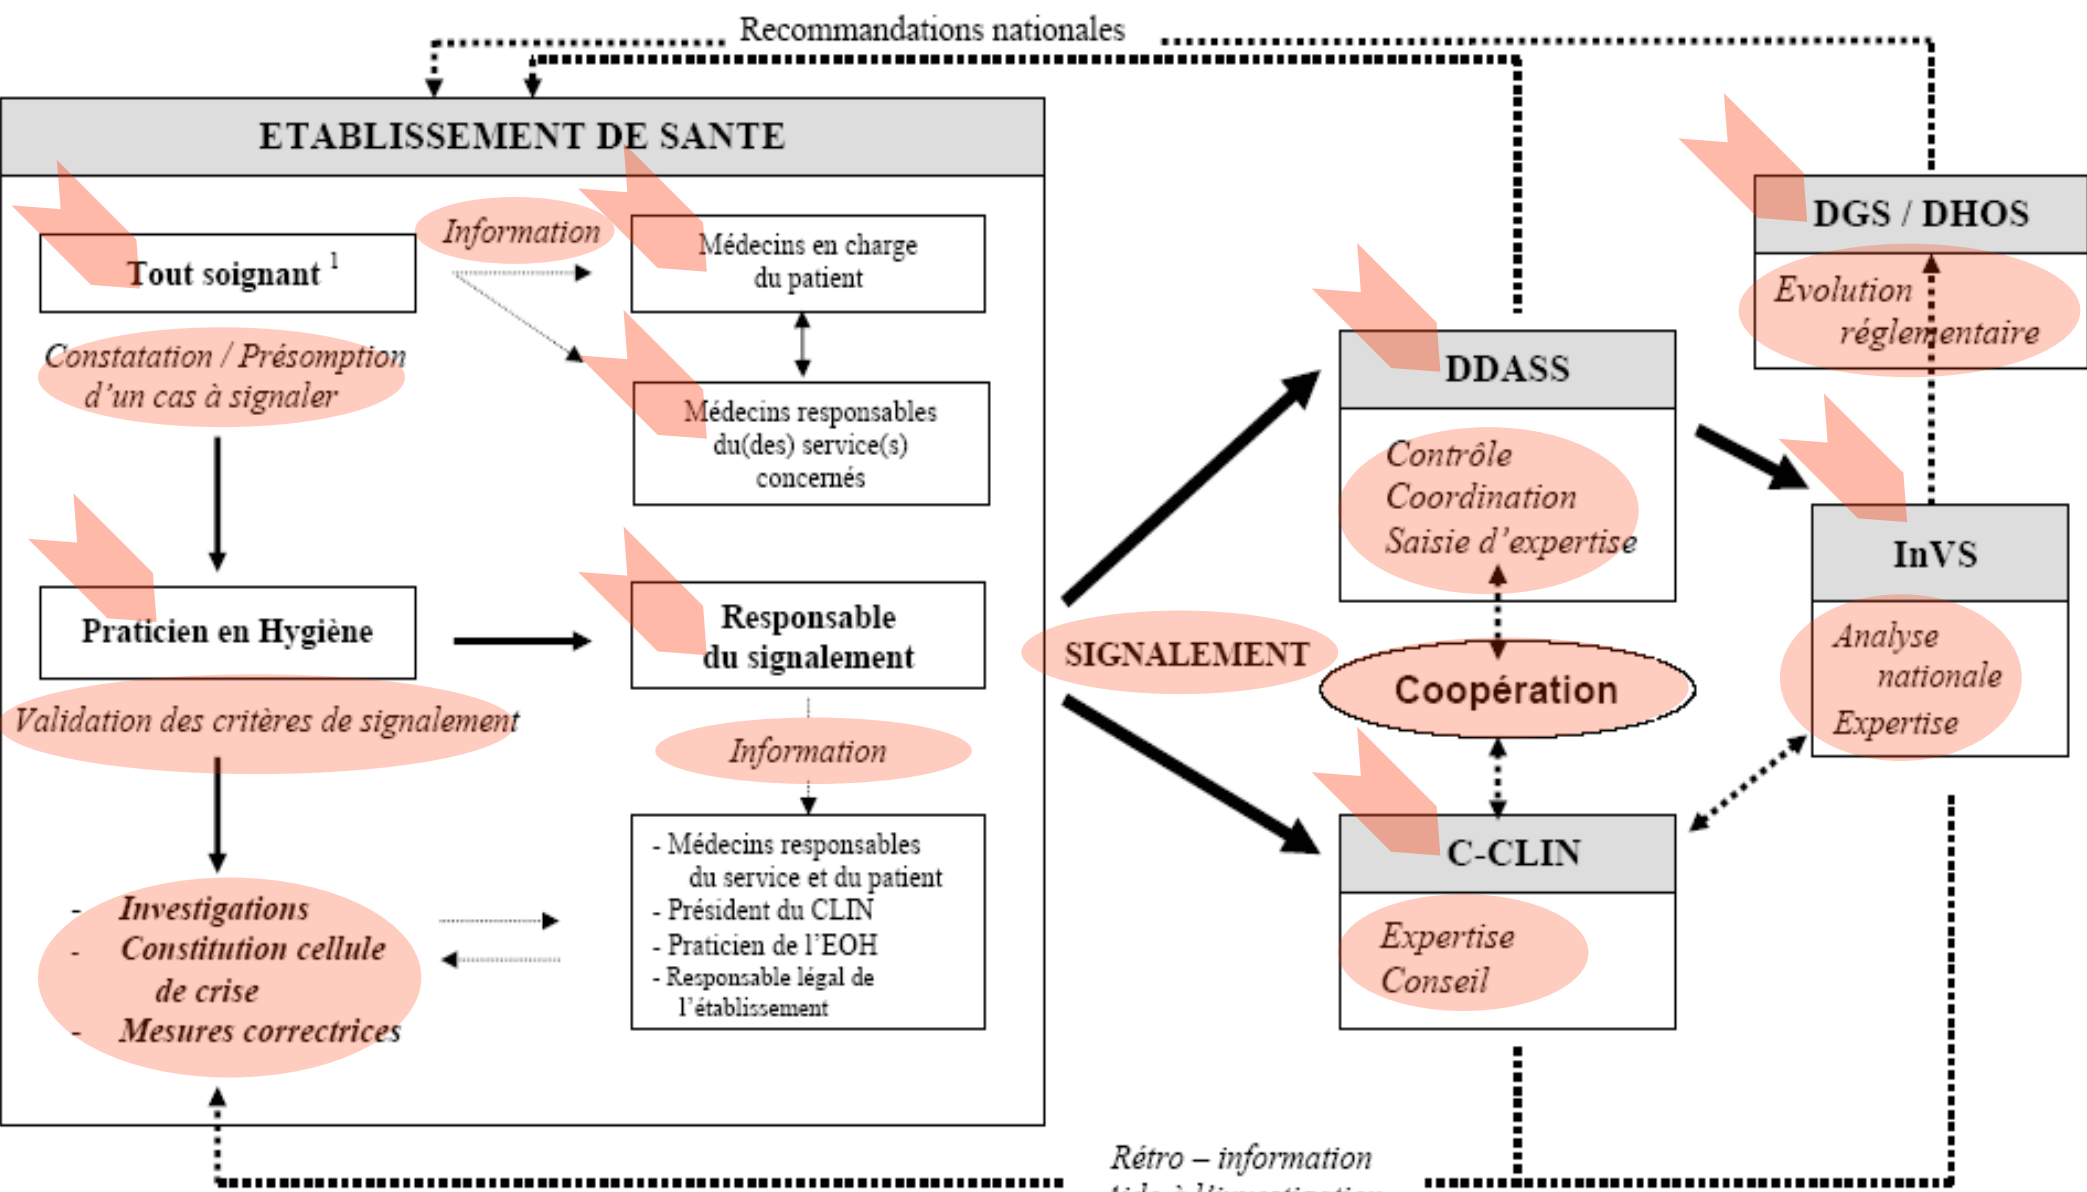 Recommandations nationales
ETABLISSEMENT DE SANTE
Tout soignant 1
Information
Médecins en charge
du patient
Constatation / Présomption
d'un cas à signaler
Médecins responsables
du(des) service(s)
concernés
Praticien en Hygiène
Responsable
du signalement
Validation des critères de signalement
Information
- Investigations
- Constitution cellule
de crise
- Mesures correctrices
- Médecins responsables
du service et du patient
- Président du CLIN
- Praticien de l'EOH
- Responsable légal de
l'établissement
SIGNALEMENT
DDASS
Contrôle
Coordination
Saisie d'expertise
Coopération
C-CLIN
Expertise
Conseil
DGS / DHOS
Evolution
réglementaire
InVS
Analyse
nationale
Expertise
Rétro – information
Aide à l'investigation